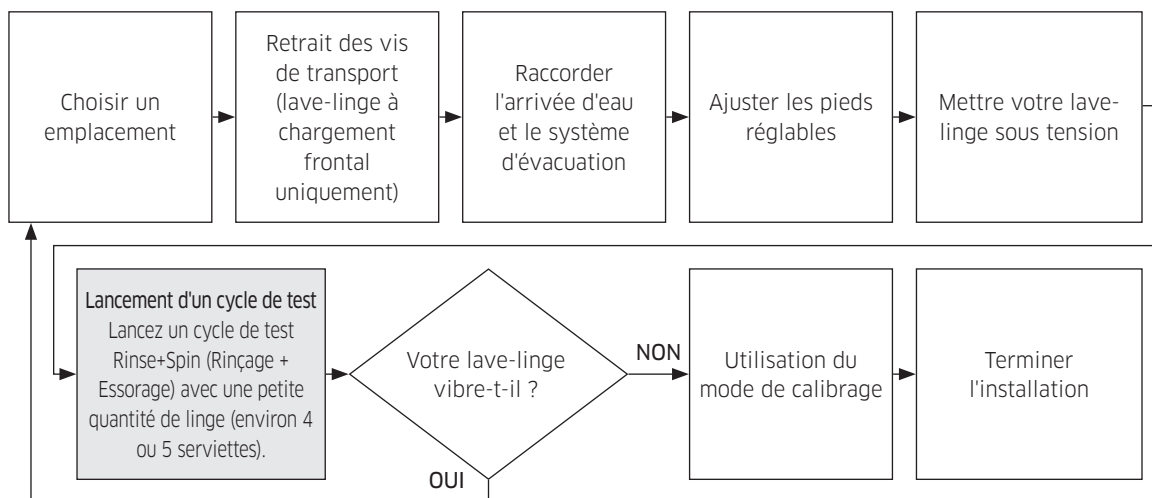 Choisir un
emplacement
Retrait des vis
de transport
(lave-linge à
chargement
frontal
uniquement)
Raccorder
l'arrivée d'eau
et le système
d'évacuation
Ajuster les pieds
réglables
Mettre votre lave-
linge sous tension
Lancement d'un cycle de test
Lancez un cycle de test
Rinse+Spin (Rinçage +
Essorage) avec une petite
quantité de linge (environ 4
ou 5 serviettes).
Votre lave-linge
vibre-t-il ?
NON
OUI
Utilisation du
mode de calibrage
Terminer
l'installation